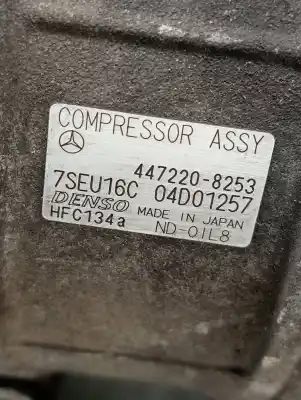 COMPRESSOR ASSY
447220-8253
7SEU16C 04D01257
DENSO MADE IN JAPAN
HFC134a ND-OIL8